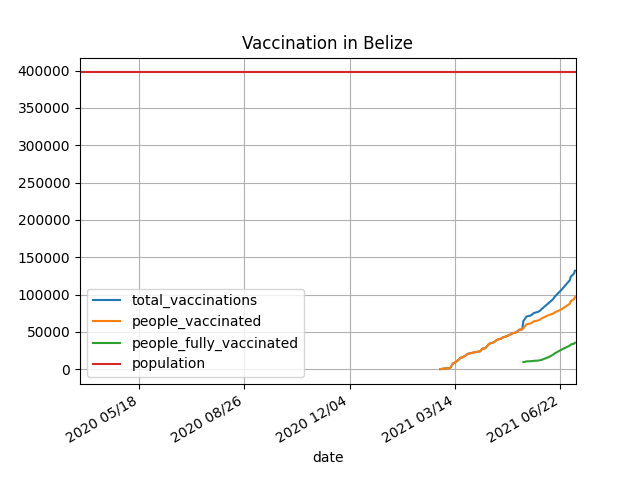 Vaccination in Belize
400000
350000
300000
250000
200000
150000
100000
50000
0
total_vaccinations
people_vaccinated
people_fully_vaccinated
population
2020 05/18
2020 08/26
2020 12/04
2021 03/14
2021 06/22
date